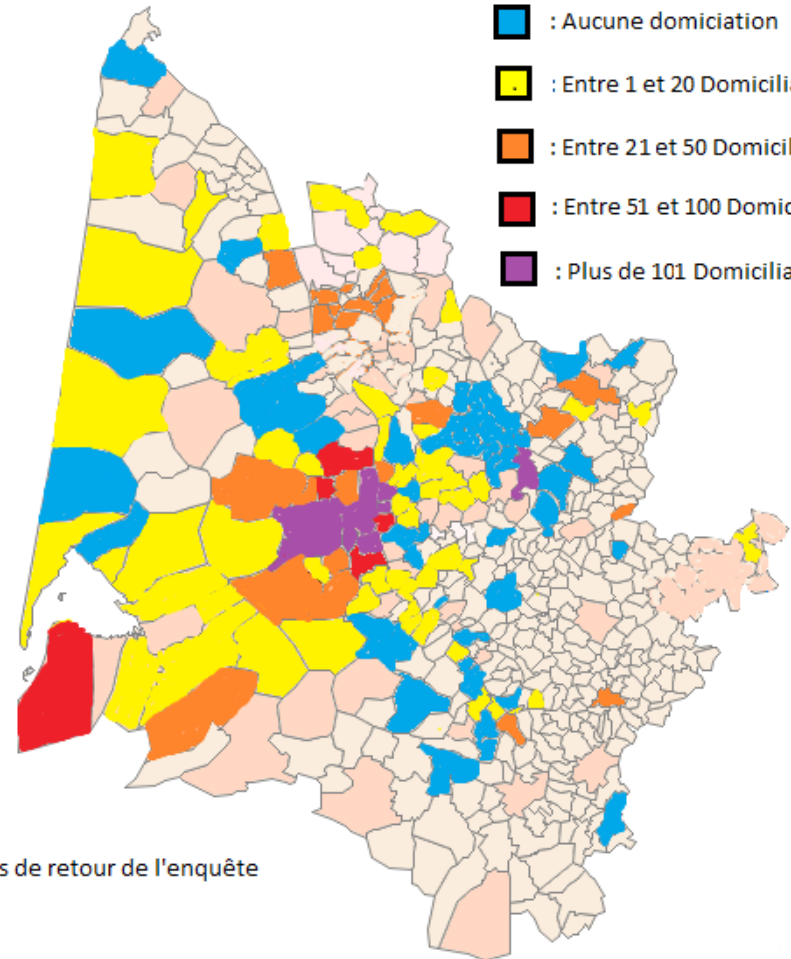 : Aucune domiciation
: Entre 1 et 20 Domicilia
: Entre 21 et 50 Domicil
: Entre 51 et 100 Domic
: Plus de 101 Domicilia
s de retour de l'enquête